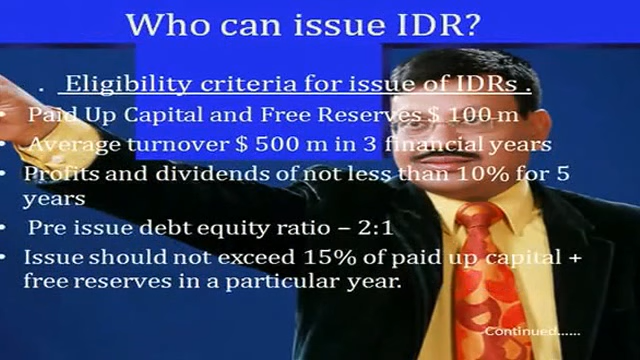 Who can issue IDR?
. Eligibility criteria for issue of IDRs .
• Paid Up Capital and Free Reserves $ 100 m
• Average turnover $ 500 m in 3 financial years
• Profits and dividends of not less than 10% for 5
years
• Pre issue debt equity ratio – 2:1
• Issue should not exceed 15% of paid up capital +
free reserves in a particular year.
Continued......